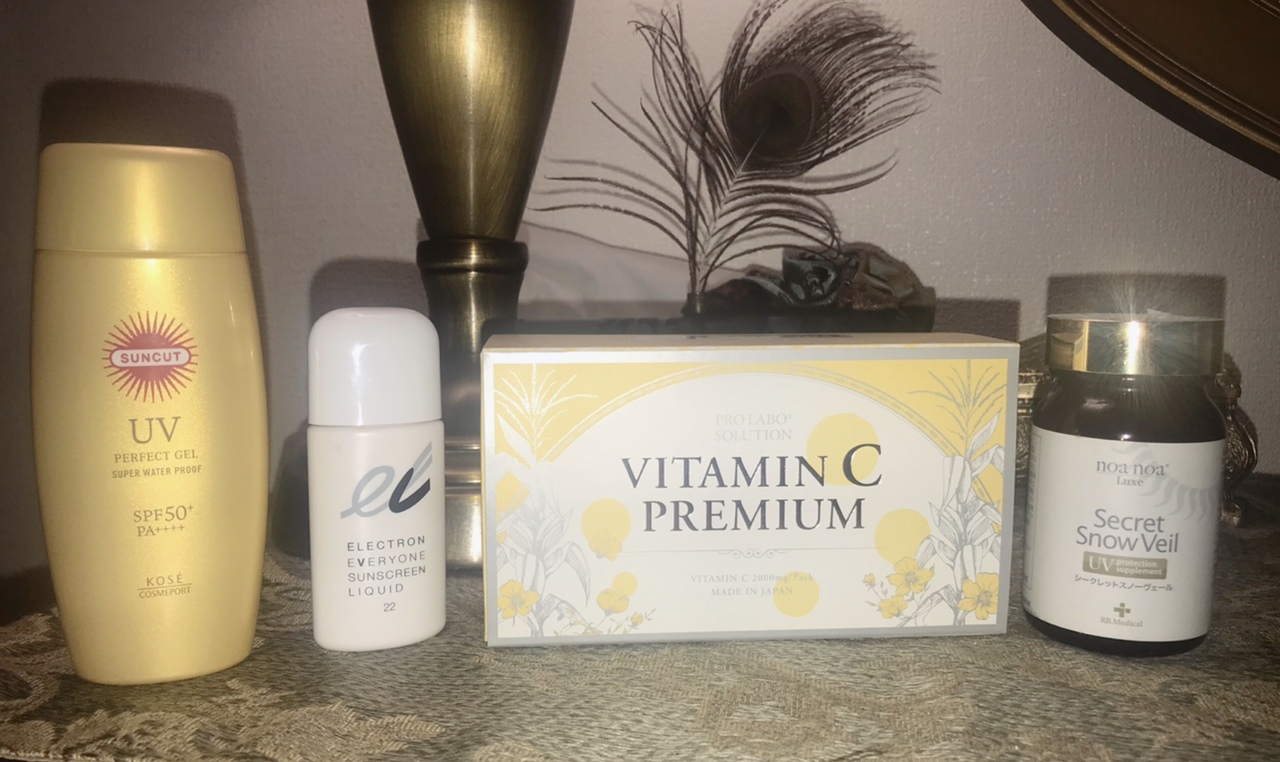 SUNCUT
UV
PERFECT GEL
SUPER WATER PROOF
SPF50+
PA++++
KOSÉ
COSMEPORT
el
ELECTRON
EVERYONE
SUNSCREEN
LIQUID
22
PRO LABO®
SOLUTION
VITAMIN C
PREMIUM
VITAMIN C 2000mg/Pack
MADE IN JAPAN
noa noa®
Luxe
Secret
Snow Veil
UV protection
supplement
シークレットスノーヴェール
RB.Medical